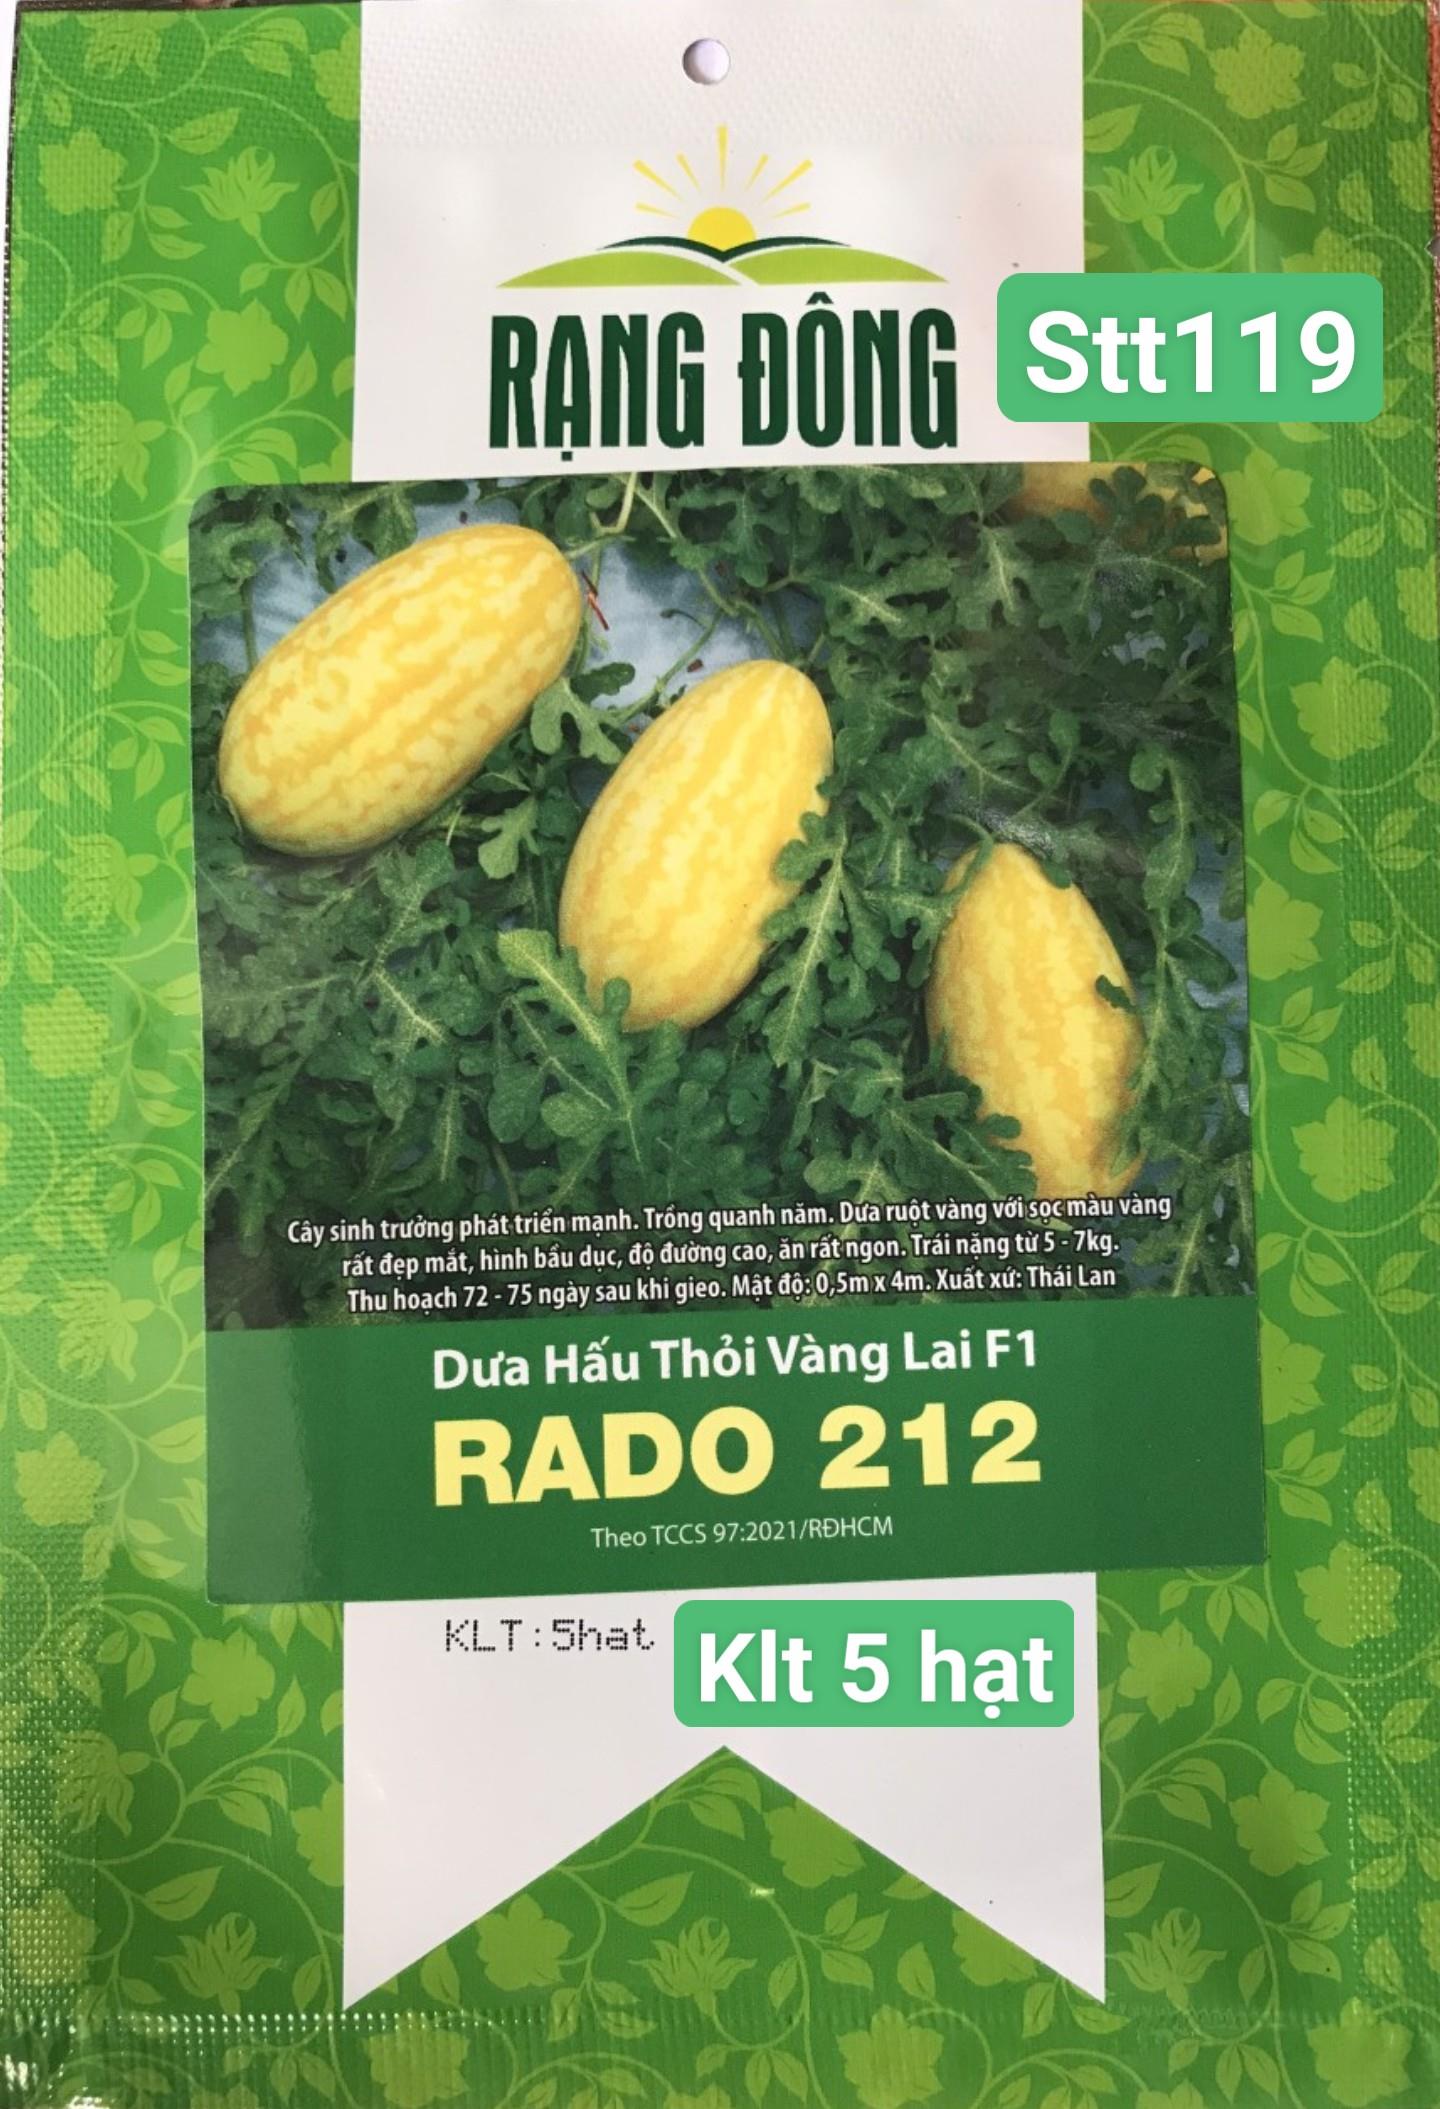 RẠNG ĐÔNG
Stt119
Cây sinh trưởng phát triển mạnh. Trồng quanh năm. Dưa ruột vàng với sọc màu vàng
rất đẹp mắt, hình bầu dục, độ đường cao, ăn rất ngon. Trái nặng từ 5 - 7kg.
Thu hoạch 72 - 75 ngày sau khi gieo. Mật độ: 0,5m x 4m. Xuất xứ: Thái Lan
Dưa Hấu Thỏi Vàng Lai F1
RADO 212
Theo TCCS 97:2021/RĐHCM
KLT:5hat
Klt 5 hạt